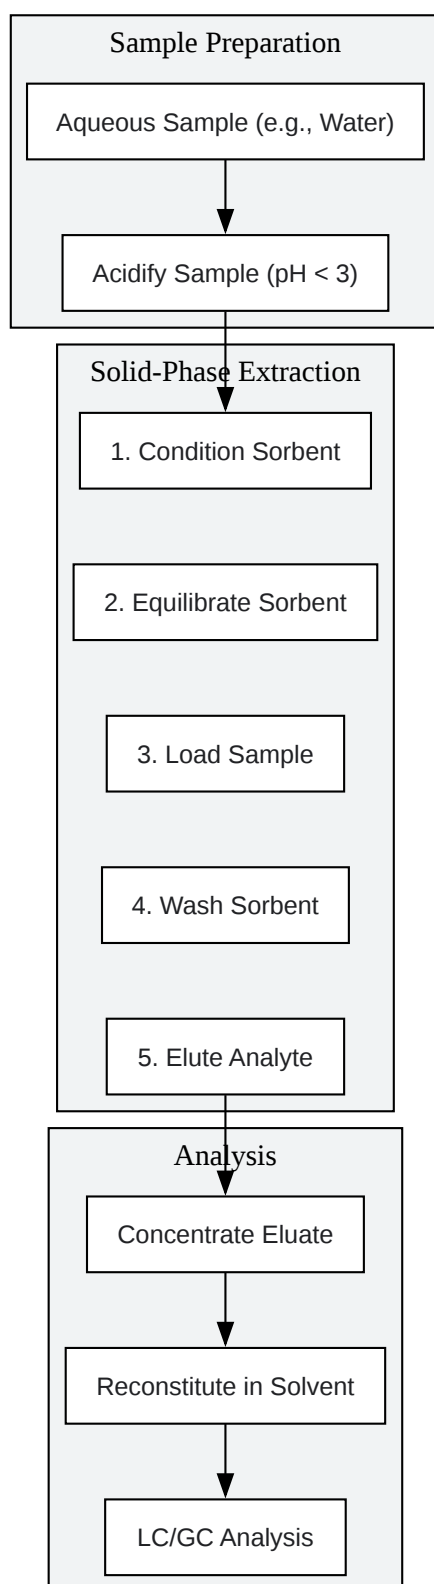 Sample Preparation
Aqueous Sample (e.g., Water)
Acidify Sample (pH < 3)
Solid-Phase Extraction
1. Condition Sorbent
2. Equilibrate Sorbent
3. Load Sample
4. Wash Sorbent
5. Elute Analyte
Analysis
Concentrate Eluate
Reconstitute in Solvent
LC/GC Analysis